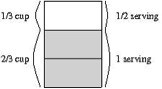 1/3 cup 1/2 serving
2/3 cup 1 serving